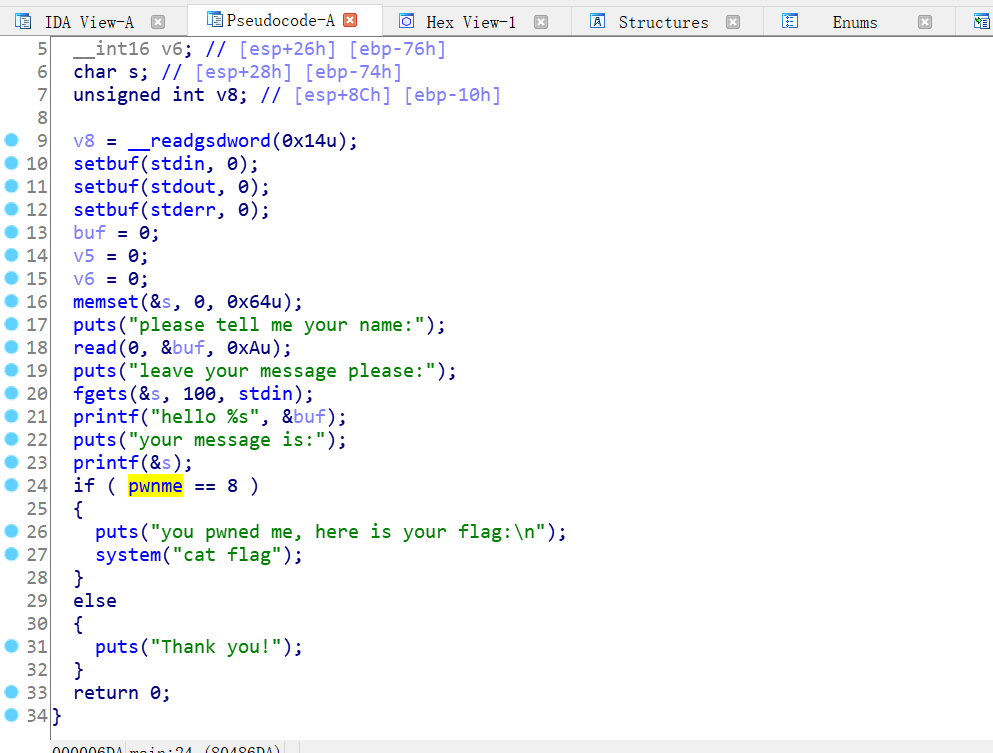 IDA View-A Pseudocode-A Hex View-1 Structures Enums
5 __int16 v6; // [esp+26h] [ebp-76h]
6 char s; // [esp+28h] [ebp-74h]
7 unsigned int v8; // [esp+8Ch] [ebp-10h]
8
9 v8 = __readgsdword(0x14u);
10 setbuf(stdin, 0);
11 setbuf(stdout, 0);
12 setbuf(stderr, 0);
13 buf = 0;
14 v5 = 0;
15 v6 = 0;
16 memset(&s, 0, 0x64u);
17 puts("please tell me your name:");
18 read(0, &buf, 0xAu);
19 puts("leave your message please:");
20 fgets(&s, 100, stdin);
21 printf("hello %s", &buf);
22 puts("your message is:");
23 printf(&s);
24 if ( pwnme == 8 )
25 {
26 puts("you pwned me, here is your flag:\n");
27 system("cat flag");
28 }
29 else
30 {
31 puts("Thank you!");
32 }
33 return 0;
34 }
000006DA main:24 (80486DA)